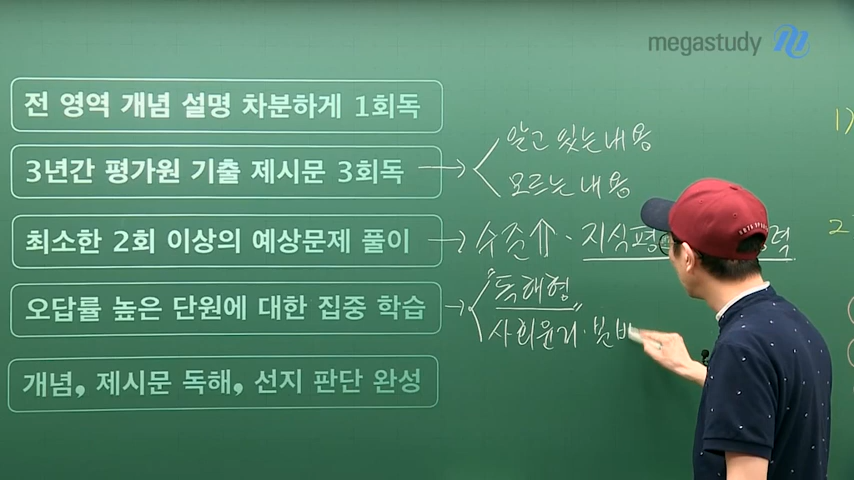 megastudy
전 영역 개념 설명 차분하게 1회독
3년간 평가원 기출 제시문 3회독
알고 있는 내용
모르는 내용
최소한 2회 이상의 예상문제 풀이
수준↑ · 지식평 력
오답률 높은 단원에 대한 집중 학습
"독해형"
사회윤리 · 분배
개념, 제시문 독해, 선지 판단 완성
1)
2